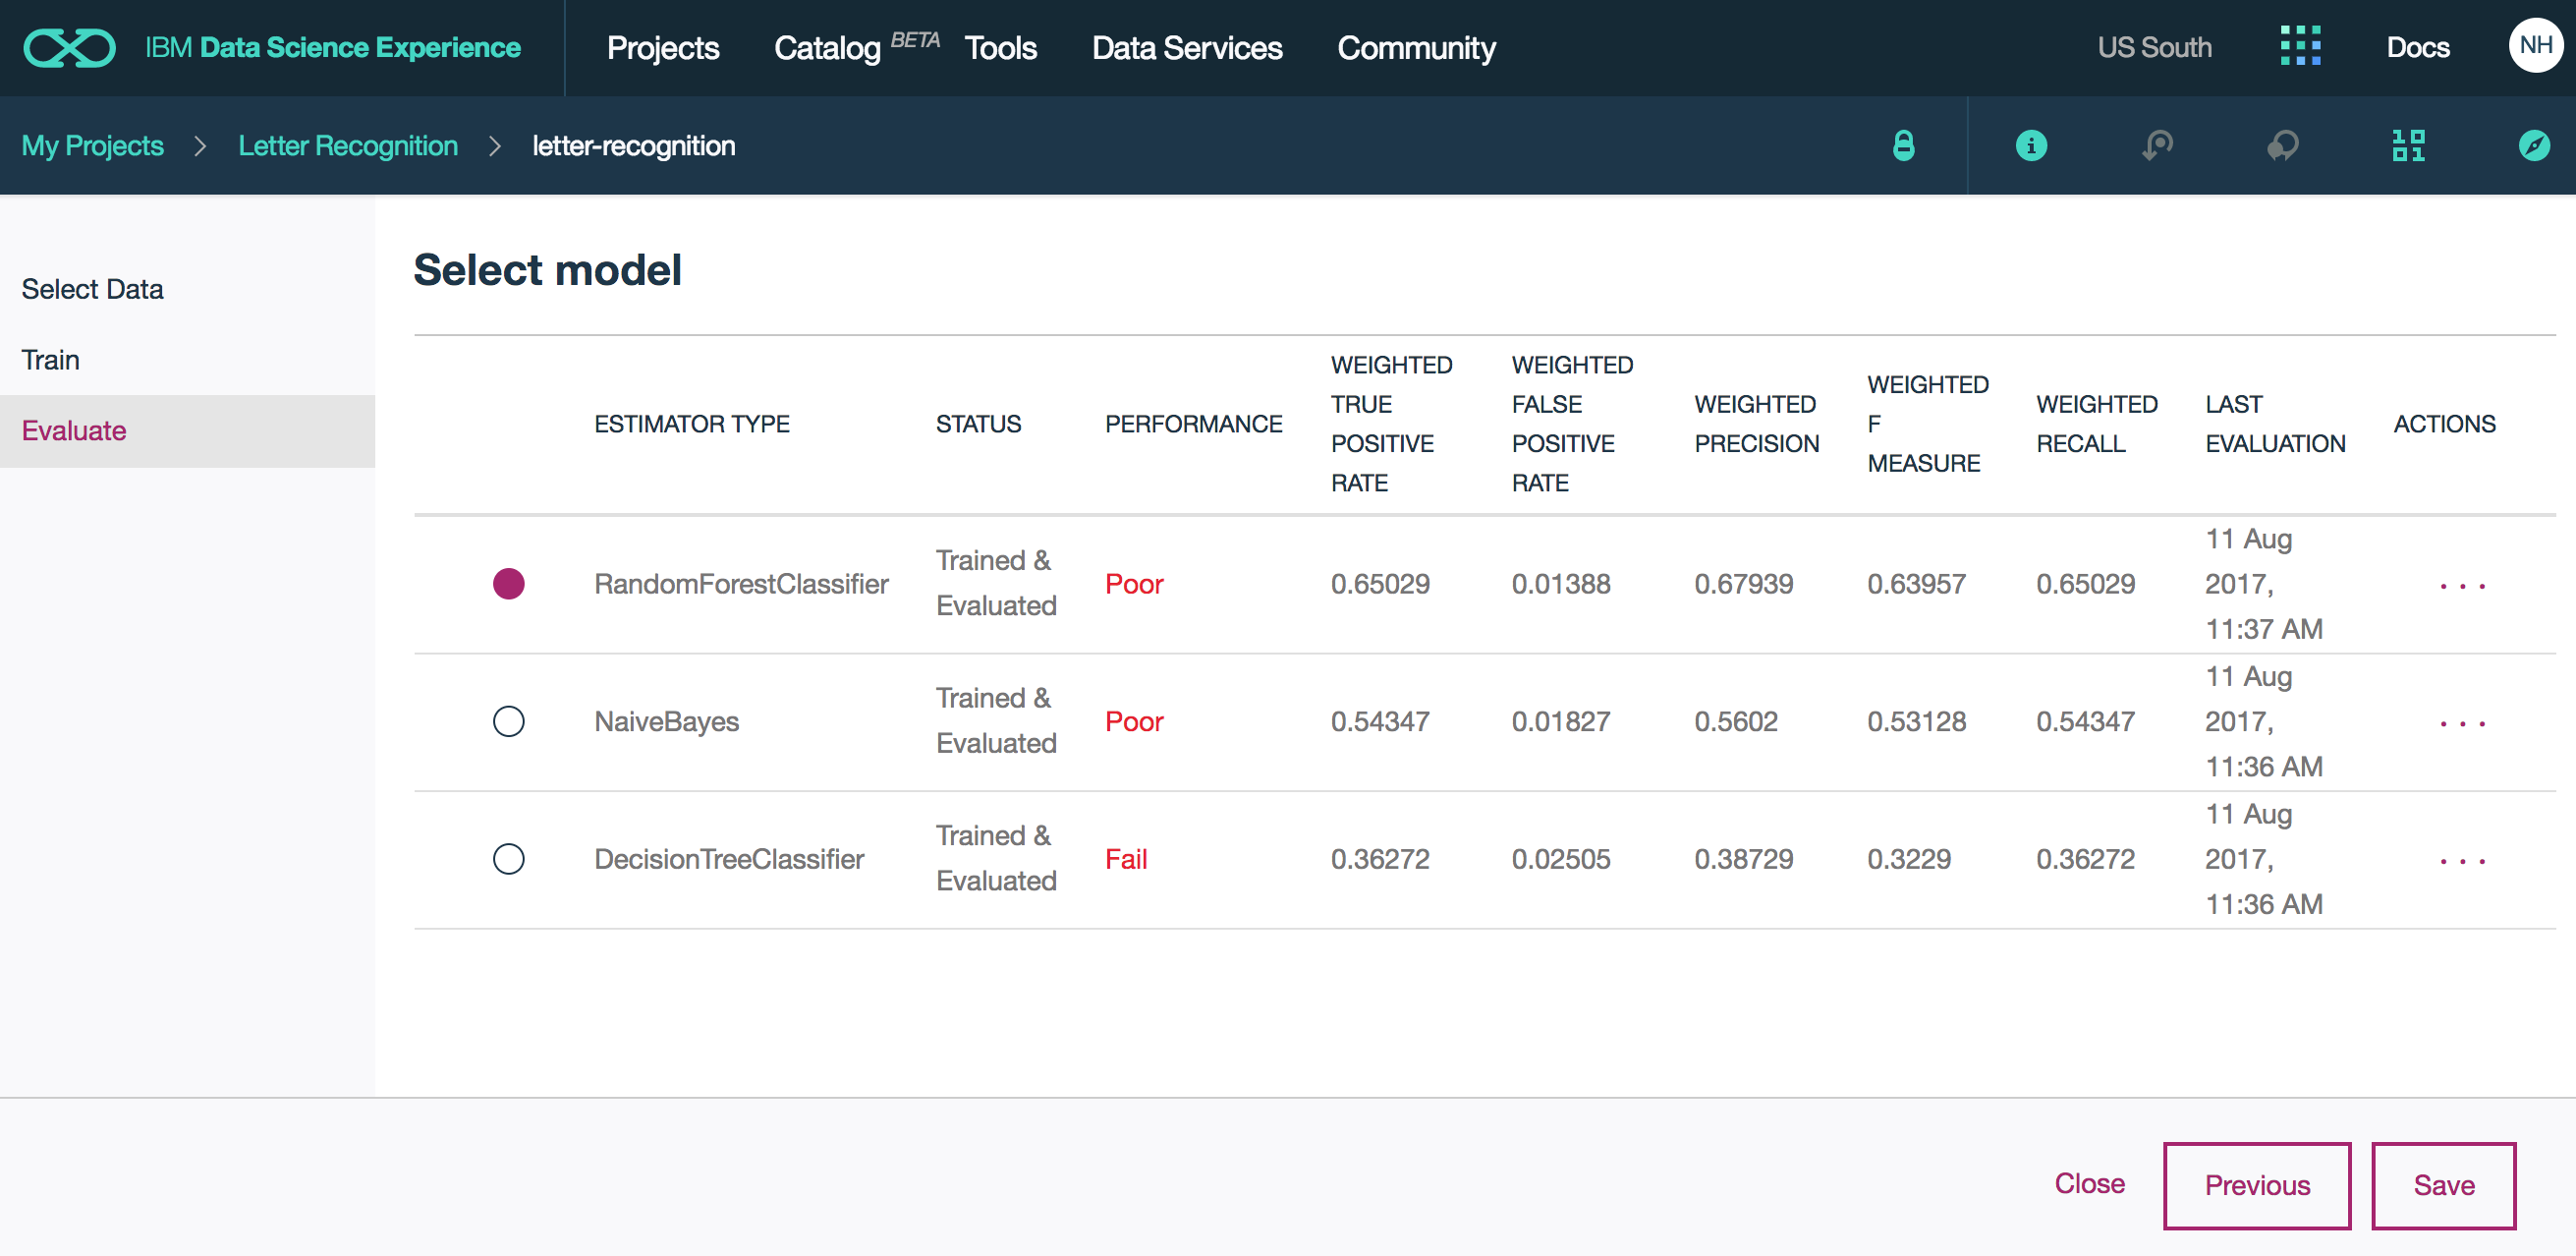 IBM Data Science Experience Projects Catalog BETA Tools Data Services Community US South Docs NH
My Projects > Letter Recognition > letter-recognition
Select Data
Train
Evaluate
Select model
ESTIMATOR TYPE
STATUS
PERFORMANCE
WEIGHTED
TRUE
POSITIVE
RATE
WEIGHTED
FALSE
POSITIVE
RATE
WEIGHTED
PRECISION
WEIGHTED
F
MEASURE
WEIGHTED
RECALL
LAST
EVALUATION
ACTIONS
RandomForestClassifier
Trained &
Evaluated
Poor
0.65029
0.01388
0.67939
0.63957
0.65029
11 Aug
2017,
11:37 AM
NaiveBayes
Trained &
Evaluated
Poor
0.54347
0.01827
0.5602
0.53128
0.54347
11 Aug
2017,
11:36 AM
DecisionTreeClassifier
Trained &
Evaluated
Fail
0.36272
0.02505
0.38729
0.3229
0.36272
11 Aug
2017,
11:36 AM
Close
Previous
Save